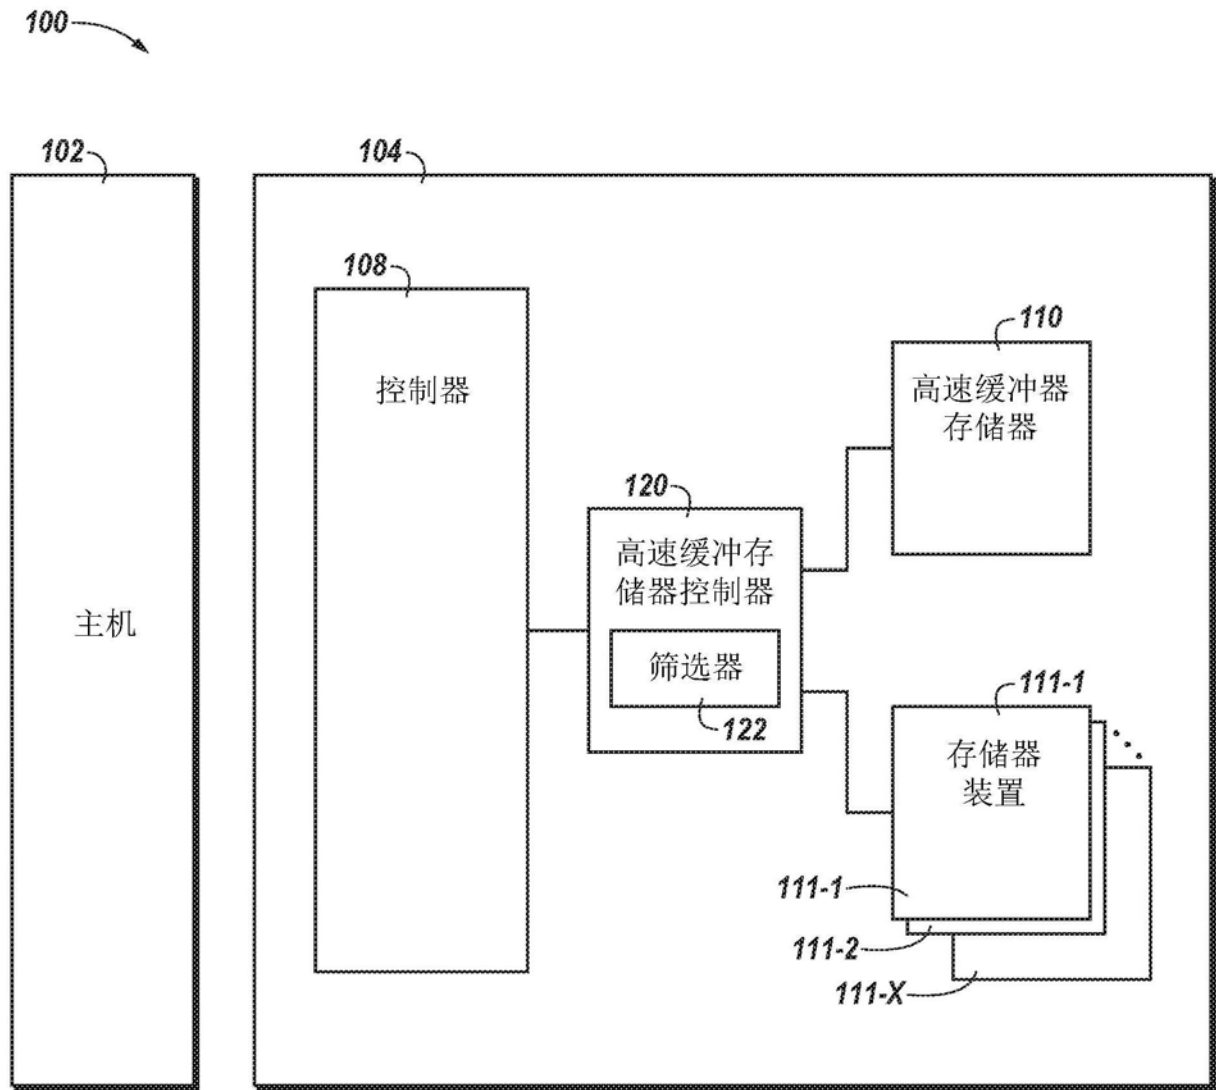 100
102
104
108
110
控制器
高速缓冲器
存储器
120
高速缓冲存
储器控制器
主机
筛选器
122
111-1
存储器
装置
111-1
111-2
111-X